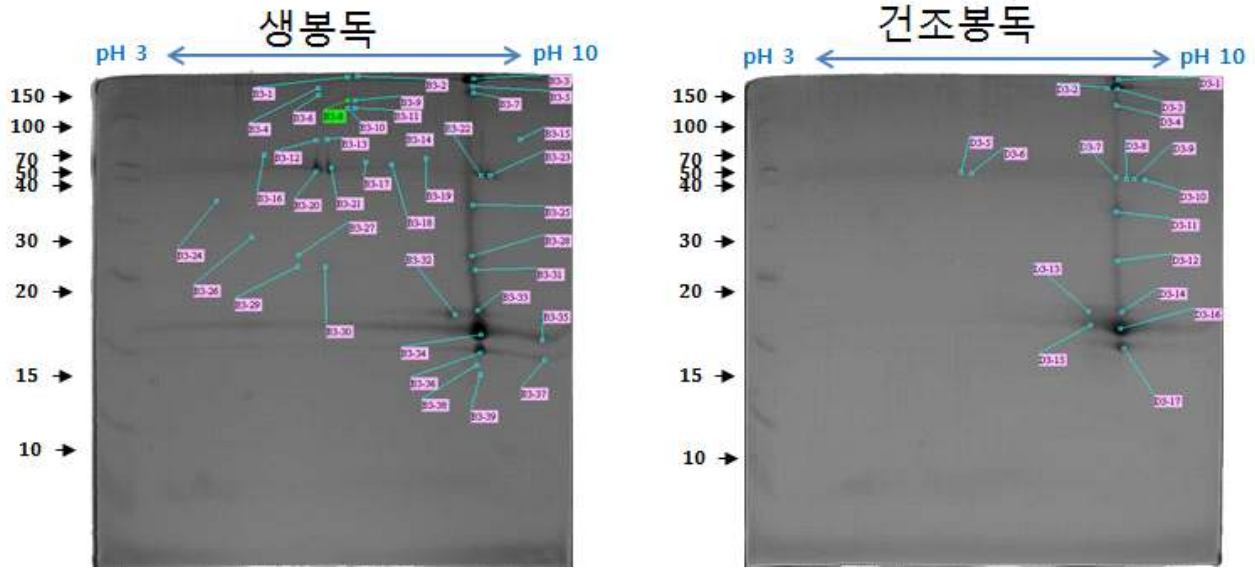 생봉독
건조봉독
pH 3
pH 10
pH 3
pH 10
150
100
70
50
40
30
20
15
10
B3-1
B3-2
B3-3
B3-4
B3-5
B3-6
B3-7
B3-8
B3-9
B3-10
B3-11
B3-12
B3-13
B3-14
B3-15
B3-16
B3-17
B3-18
B3-19
B3-20
B3-21
B3-22
B3-23
B3-24
B3-25
B3-26
B3-27
B3-28
B3-29
B3-30
B3-31
B3-32
B3-33
B3-34
B3-35
B3-36
B3-37
B3-38
B3-39
150
100
70
50
40
30
20
15
10
D3-1
D3-2
D3-3
D3-4
D3-5
D3-6
D3-7
D3-8
D3-9
D3-10
D3-11
D3-12
D3-13
D3-14
D3-15
D3-16
D3-17